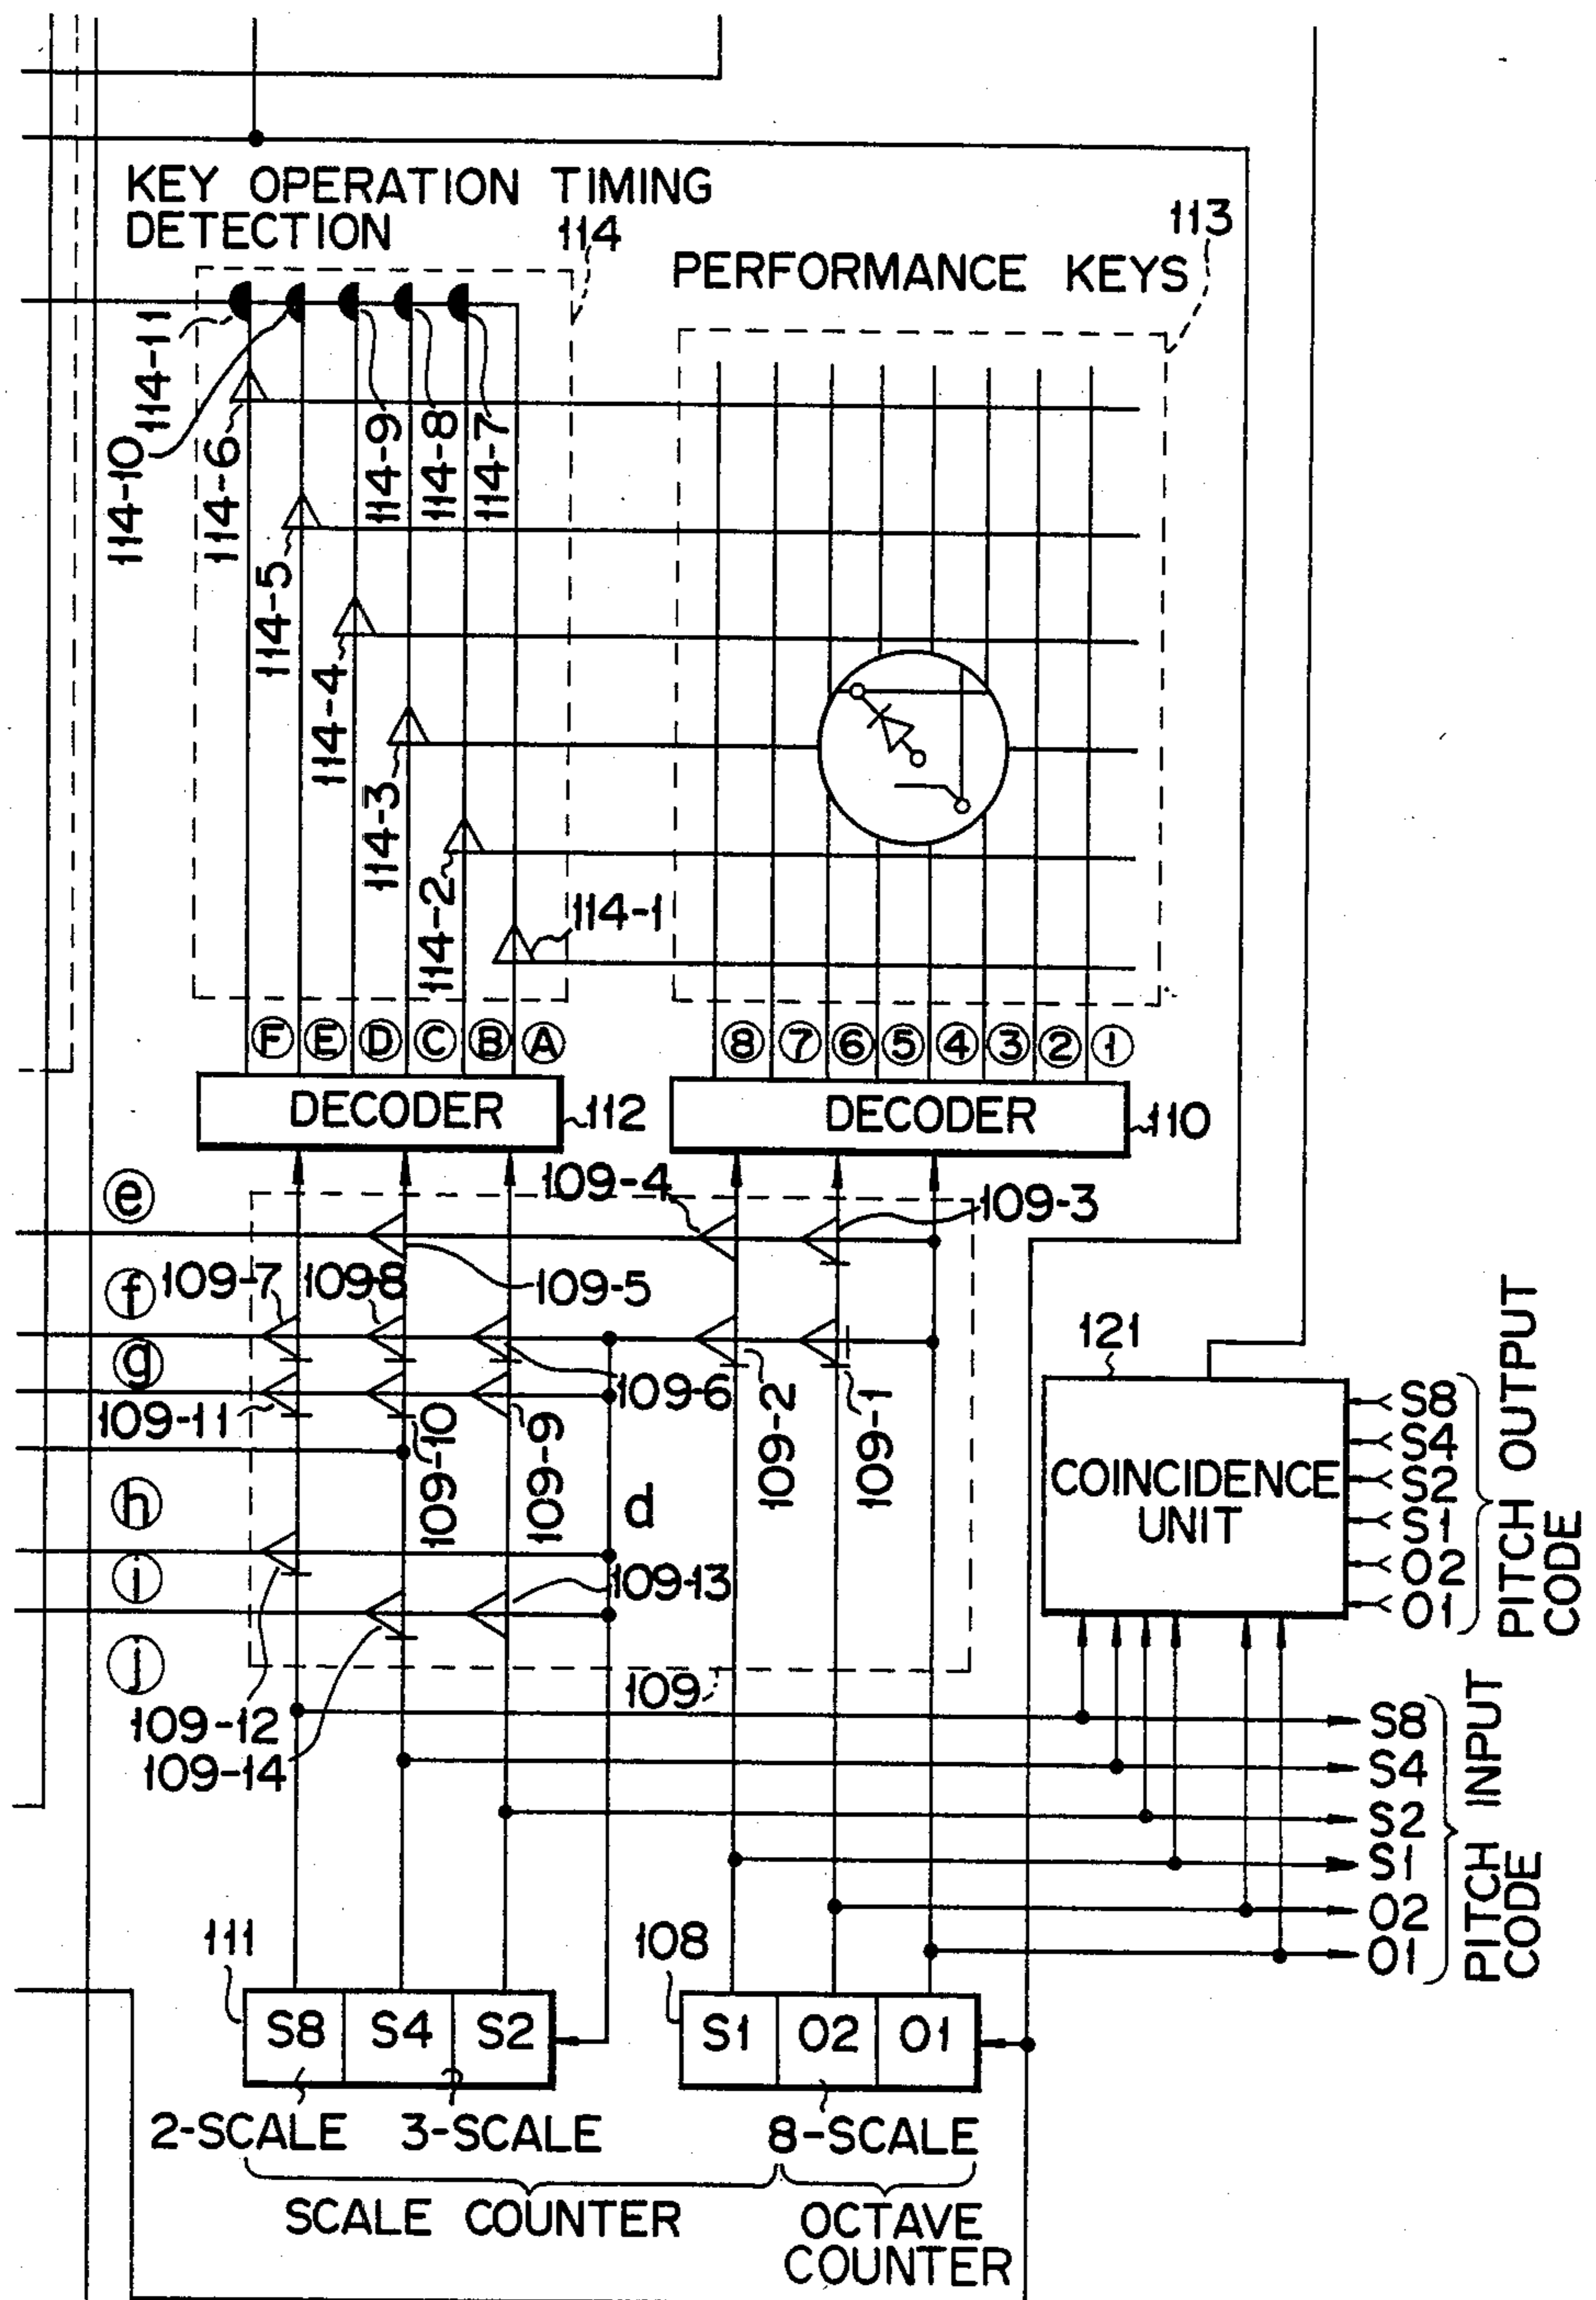 KEY OPERATION TIMING
DETECTION
114
113
PERFORMANCE KEYS
114-11
114-10
114-6
114-9
114-8
114-7
114-5
114-4
114-3
114-2
114-1
F E D C B A
8 7 6 5 4 3 2 1
DECODER
112
DECODER
110
e
109-4
109-3
f
109-7
109-8
109-5
g
109-6
109-2
109-1
109-11
109-10
109-9
h
d
i
109-13
j
109
109-12
109-14
121
COINCIDENCE
UNIT
S8
S4
S2
S1
O2
O1
PITCH OUTPUT
CODE
S8
S4
S2
S1
O2
O1
PITCH INPUT
CODE
111
108
S8 S4 S2
S1 O2 O1
2-SCALE 3-SCALE 8-SCALE
SCALE COUNTER
OCTAVE
COUNTER